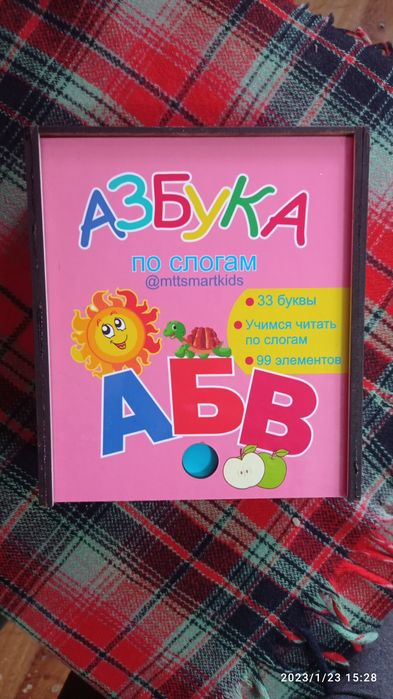 АЗБУКА
по слогам
@mttsmartkids
33 буквы
Учимся читать
по слогам
99 элементов
АБВ
2023/1/23 15:28